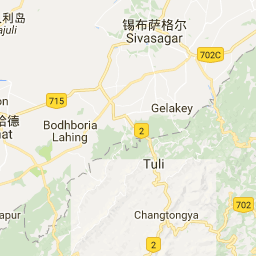 利岛
ajuli
锡布萨格尔
Sivasagar
702C
715
Gelakey
on
哈德
hat
Bodhboria
Lahing
2
Tuli
702
Changtongya
apur
2